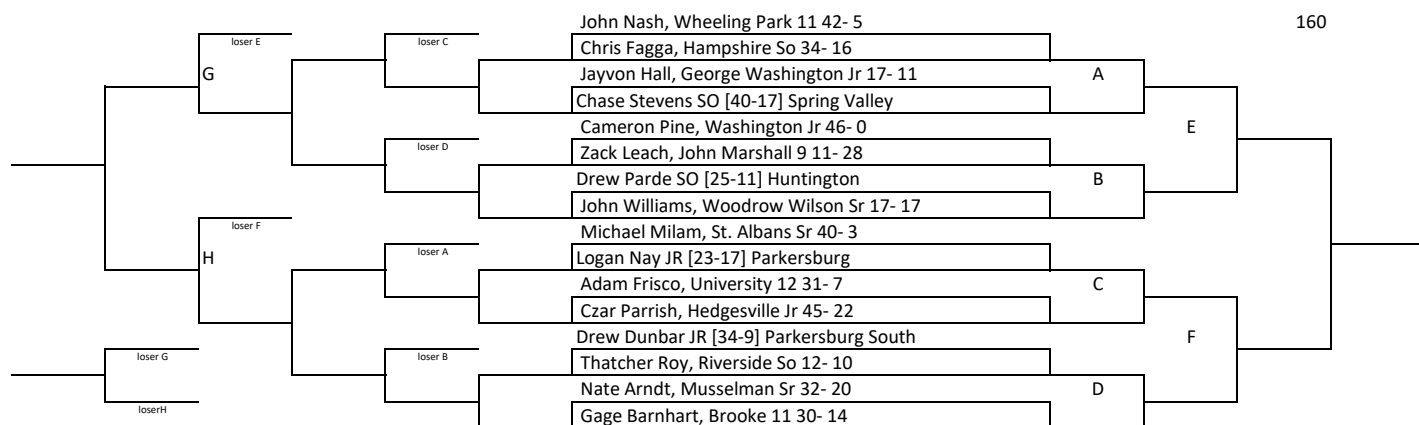 John Nash, Wheeling Park 11 42- 5
160
loser E
loser C
Chris Fagga, Hampshire So 34- 16
G
Jayvon Hall, George Washington Jr 17- 11
A
Chase Stevens SO [40-17] Spring Valley
Cameron Pine, Washington Jr 46- 0
E
loser D
Zack Leach, John Marshall 9 11- 28
Drew Parde SO [25-11] Huntington
B
John Williams, Woodrow Wilson Sr 17- 17
loser F
Michael Milam, St. Albans Sr 40- 3
loser A
H
Logan Nay JR [23-17] Parkersburg
Adam Frisco, University 12 31- 7
C
Czar Parrish, Hedgesville Jr 45- 22
Drew Dunbar JR [34-9] Parkersburg South
F
loser G
loser B
Thatcher Roy, Riverside So 12- 10
Nate Arndt, Musselman Sr 32- 20
D
loserH
Gage Barnhart, Brooke 11 30- 14